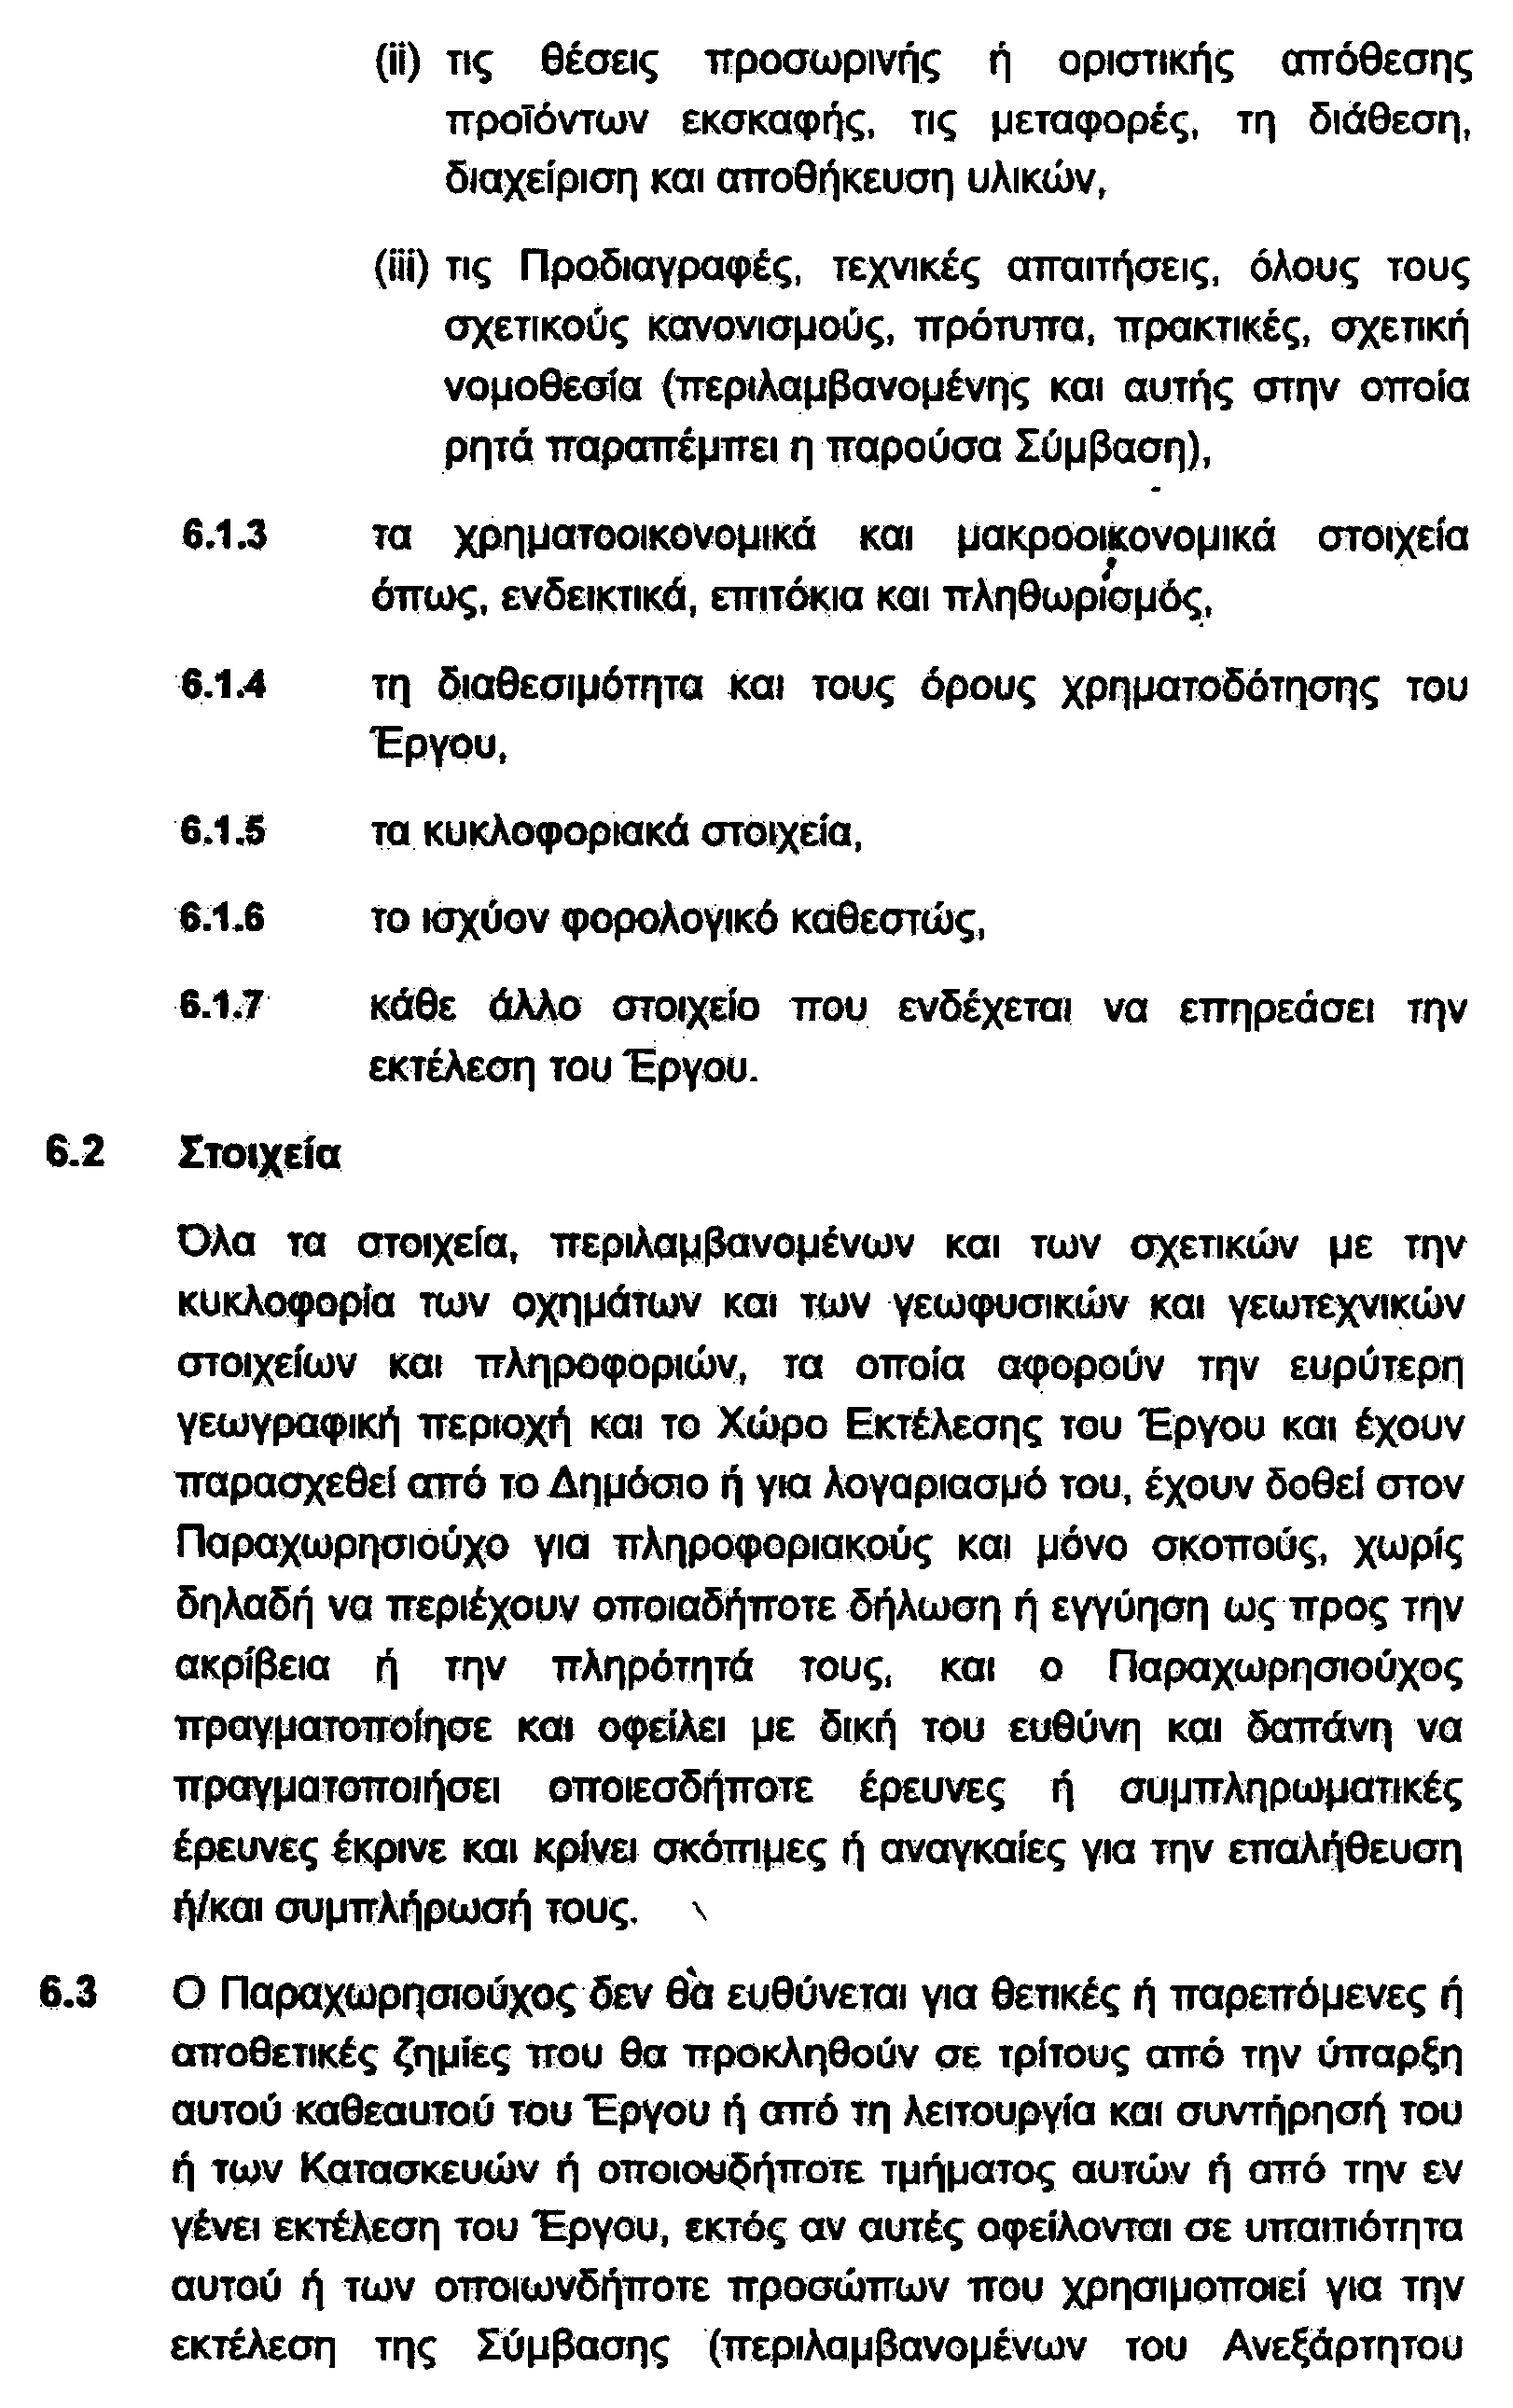 (ii) τις θέσεις προσωρινής ή οριστικής απόθεσης
προϊόντων εκσκαφής, τις μεταφορές, τη διάθεση,
διαχείριση και αποθήκευση υλικών,
(iii) τις Προδιαγραφές, τεχνικές απαιτήσεις, όλους τους
σχετικούς κανονισμούς, πρότυπα, πρακτικές, σχετική
νομοθεσία (περιλαμβανομένης και αυτής στην οποία
ρητά παραπέμπει η παρούσα Σύμβαση),
6.1.3 τα χρηματοοικονομικά και μακροοικονομικά στοιχεία
όπως, ενδεικτικά, επιτόκια και πληθωρισμός,
6.1.4 τη διαθεσιμότητα και τους όρους χρηματοδότησης του
Έργου,
6.1.5 τα κυκλοφοριακά στοιχεία,
6.1.6 το ισχύον φορολογικό καθεστώς,
6.1.7 κάθε άλλο στοιχείο που ενδέχεται να επηρεάσει την
εκτέλεση του Έργου.
6.2 Στοιχεία
Όλα τα στοιχεία, περιλαμβανομένων και των σχετικών με την
κυκλοφορία των οχημάτων και των γεωφυσικών και γεωτεχνικών
στοιχείων και πληροφοριών, τα οποία αφορούν την ευρύτερη
γεωγραφική περιοχή και το Χώρο Εκτέλεσης του Έργου και έχουν
παρασχεθεί από το Δημόσιο ή για λογαριασμό του, έχουν δοθεί στον
Παραχωρησιούχο για πληροφοριακούς και μόνο σκοπούς, χωρίς
δηλαδή να περιέχουν οποιαδήποτε δήλωση ή εγγύηση ως προς την
ακρίβεια ή την πληρότητά τους, και ο Παραχωρησιούχος
πραγματοποίησε και οφείλει με δική του ευθύνη και δαπάνη να
πραγματοποιήσει οποιεσδήποτε έρευνες ή συμπληρωματικές
έρευνες έκρινε και κρίνει σκόπιμες ή αναγκαίες για την επαλήθευση
ή/και συμπλήρωσή τους.
6.3 Ο Παραχωρησιούχος δεν θα ευθύνεται για θετικές ή παρεπόμενες ή
αποθετικές ζημίες που θα προκληθούν σε τρίτους από την ύπαρξη
αυτού καθεαυτού του Έργου ή από τη λειτουργία και συντήρησή του
ή των Κατασκευών ή οποιουδήποτε τμήματος αυτών ή από την εν
γένει εκτέλεση του Έργου, εκτός αν αυτές οφείλονται σε υπαιτιότητα
αυτού ή των οποιωνδήποτε προσώπων που χρησιμοποιεί για την
εκτέλεση της Σύμβασης (περιλαμβανομένων του Ανεξάρτητου